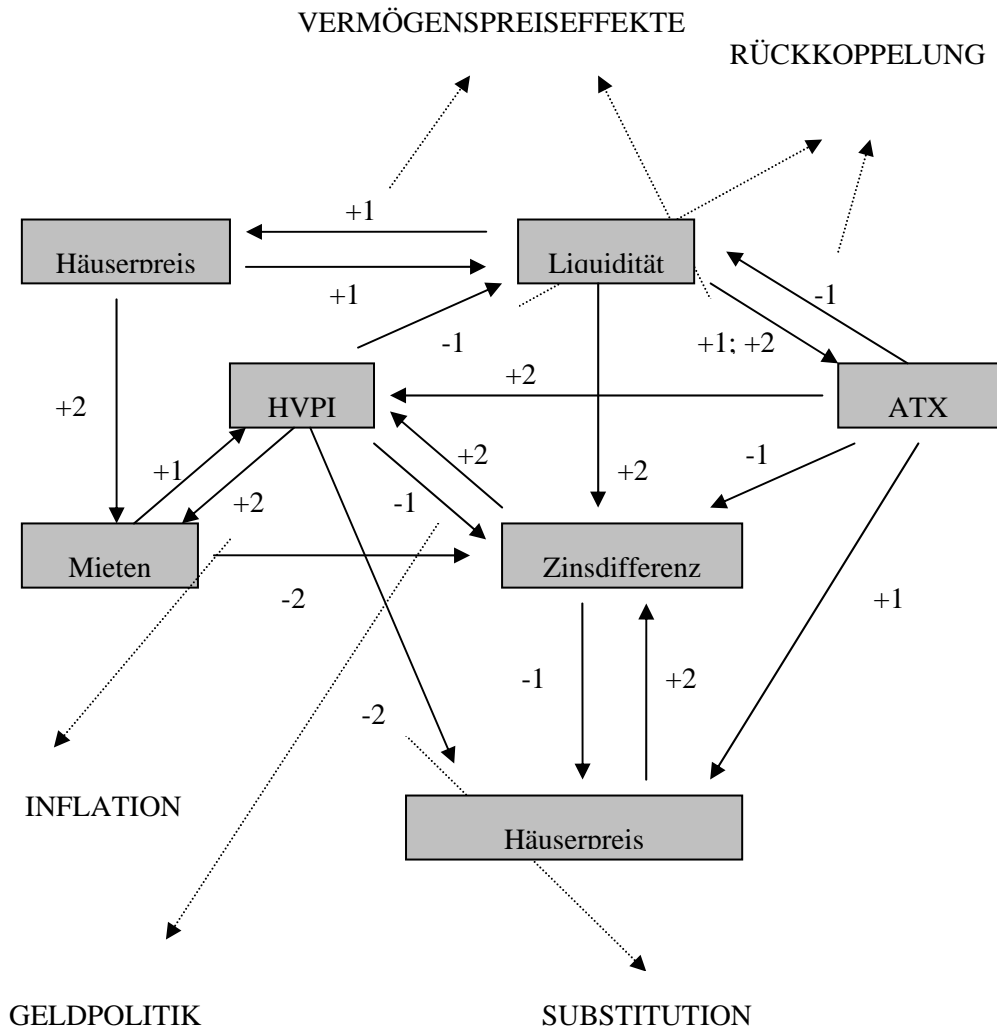 VERMÖGENSPREISEFFEKTE
RÜCKKOPPELUNG
+1
Häuserpreis
Liquidität
+1
-1
-1
+1; +2
+2
HVPI
ATX
+2
+1
+2
+2
-1
+2
-1
Mieten
Zinsdifferenz
-2
+1
-1
+2
-2
INFLATION
Häuserpreis
GELDPOLITIK
SUBSTITUTION